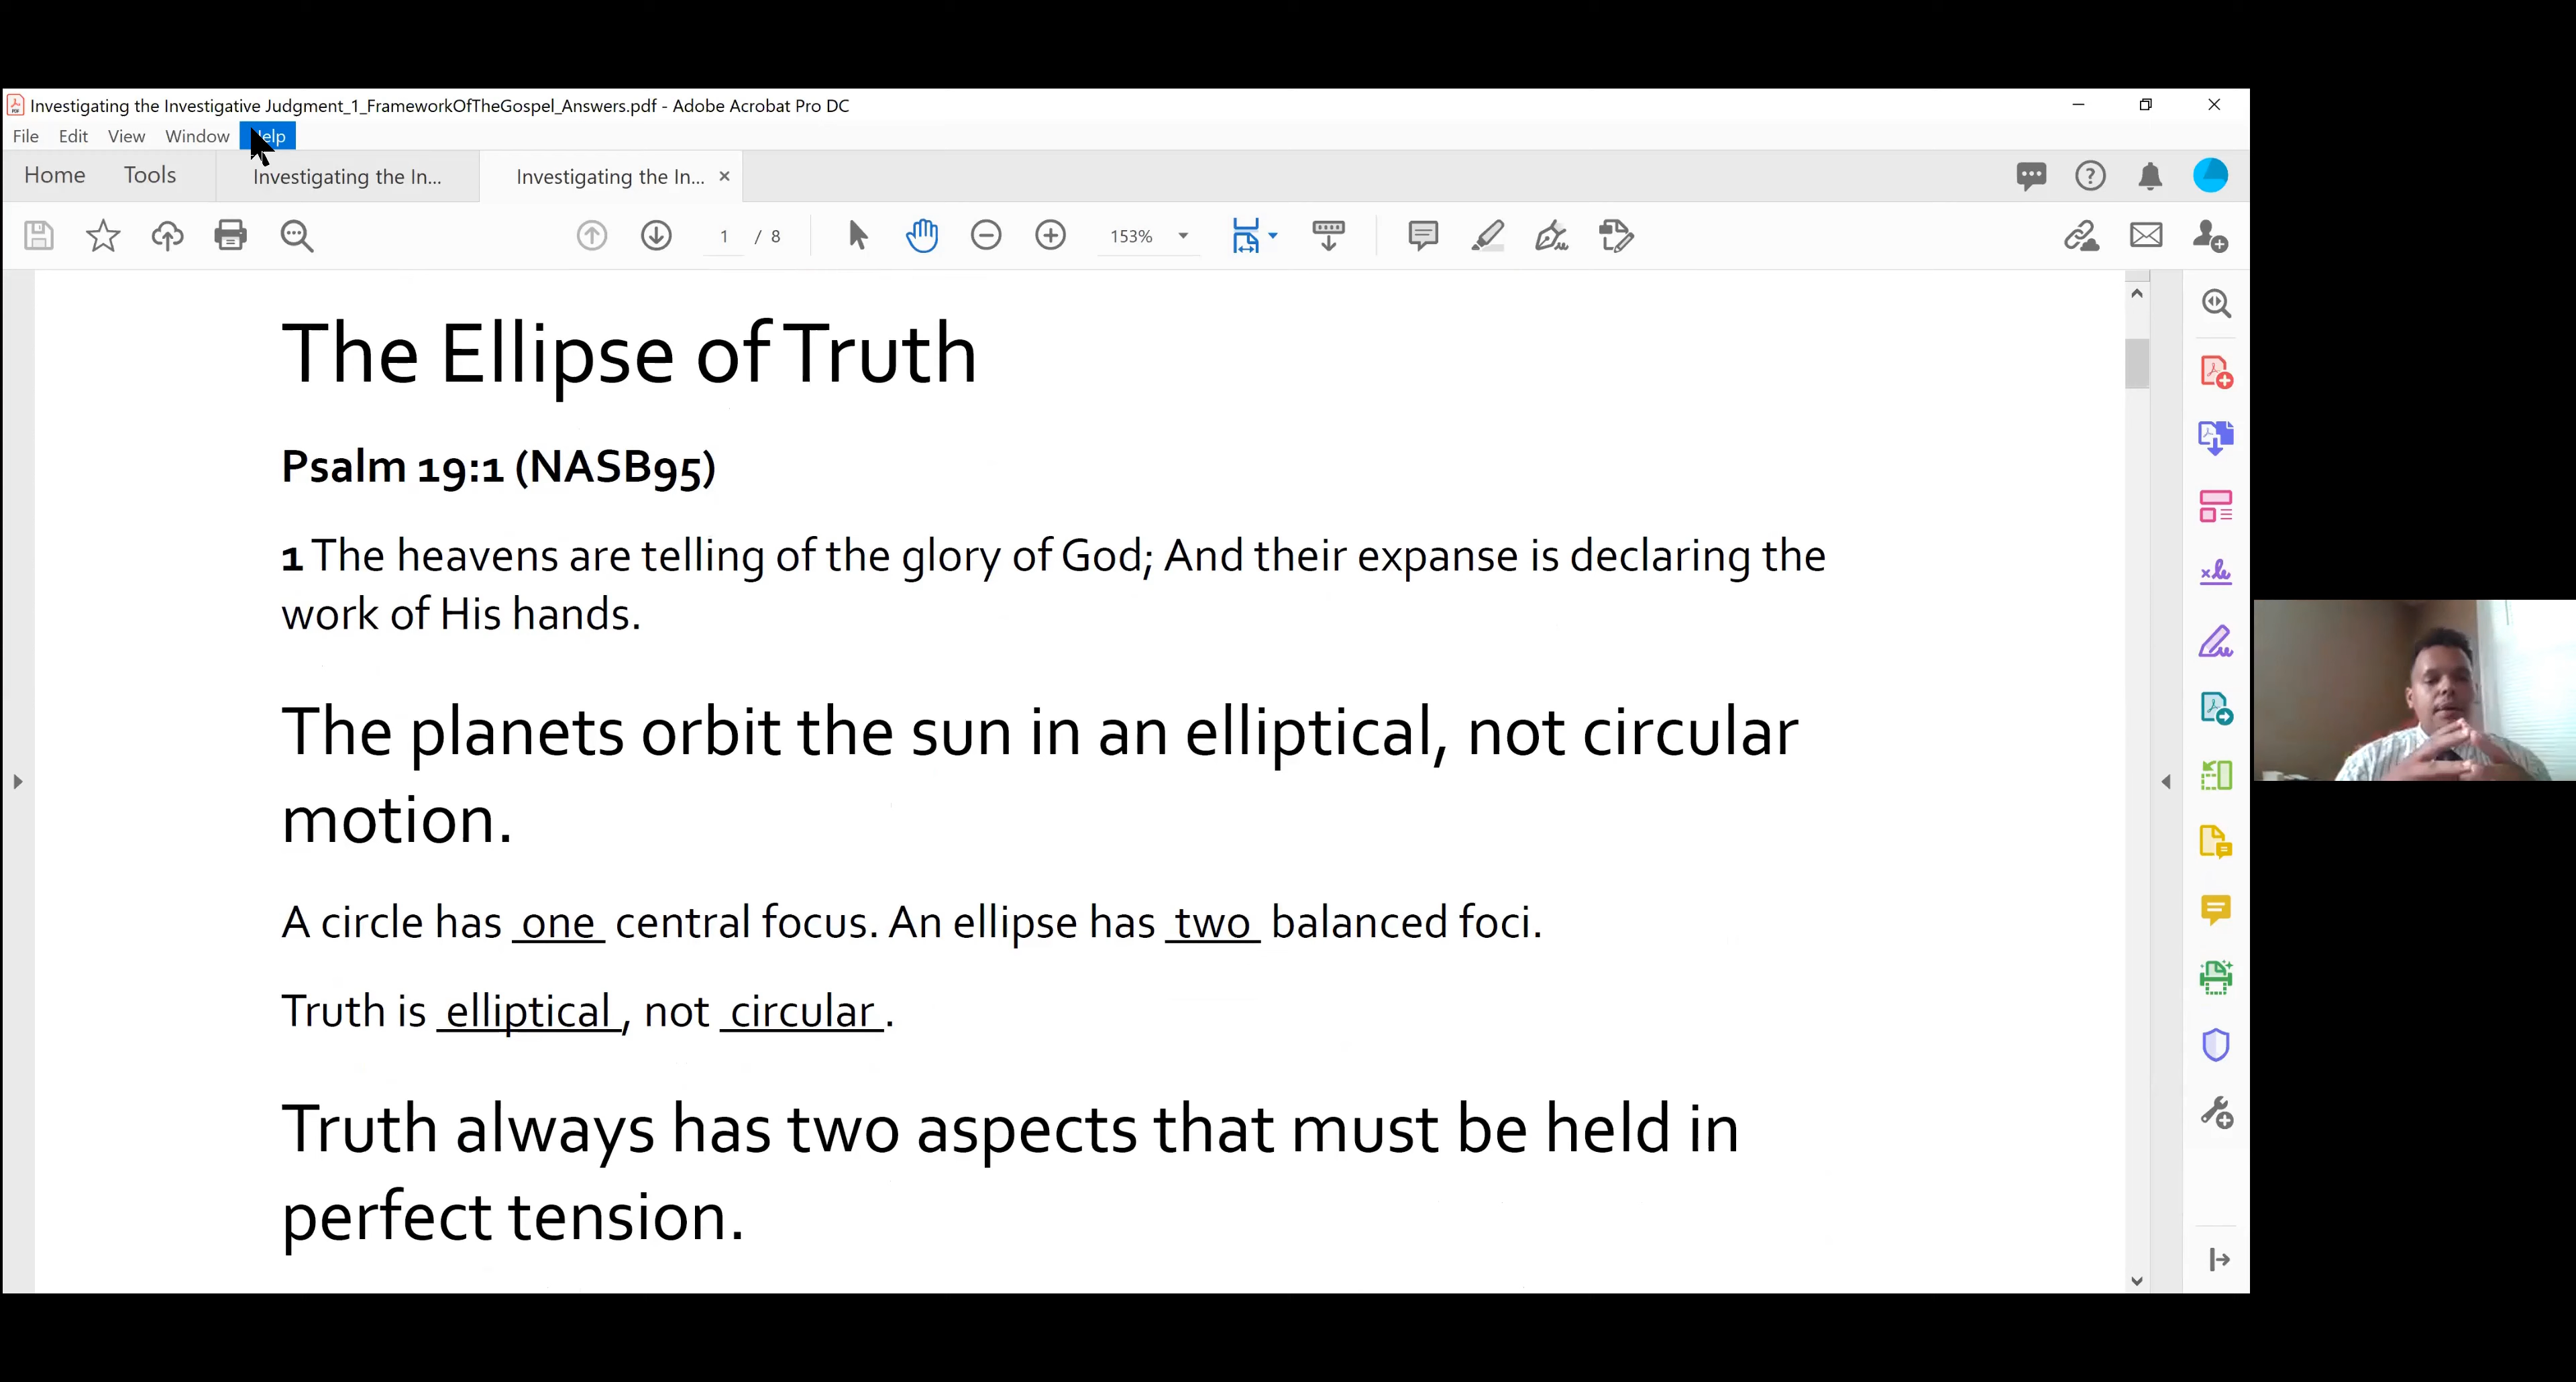 Investigating the Investigative Judgment_1_FrameworkOfTheGospel_Answers.pdf - Adobe Acrobat Pro DC
File Edit View Window Help
Home Tools Investigating the In... Investigating the In... ×
1 / 8 153%
The Ellipse of Truth
Psalm 19:1 (NASB95)
1 The heavens are telling of the glory of God; And their expanse is declaring the
work of His hands.
The planets orbit the sun in an elliptical, not circular
motion.
A circle has one central focus. An ellipse has two balanced foci.
Truth is elliptical, not circular.
Truth always has two aspects that must be held in
perfect tension.